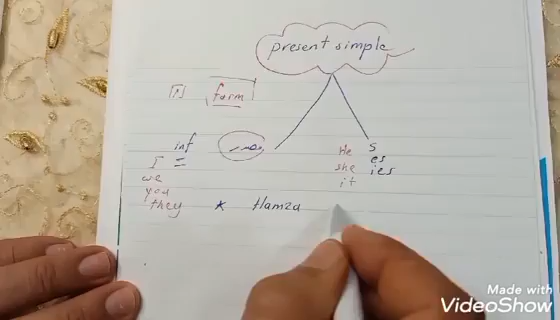 present simple
[1] form
inf
I =
we
you
they
He s
she es
it ies
* Hamza
Made with
VideoShow